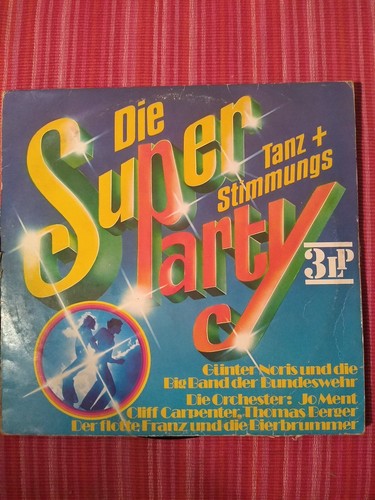 Die
Super
Tanz +
Stimmungs
Party
3LP
Günter Noris und die
Big Band der Bundeswehr
Die Orchester: Jo Ment
Cliff Carpenter, Thomas Berger
Der flotte Franz und die Bierbrummer